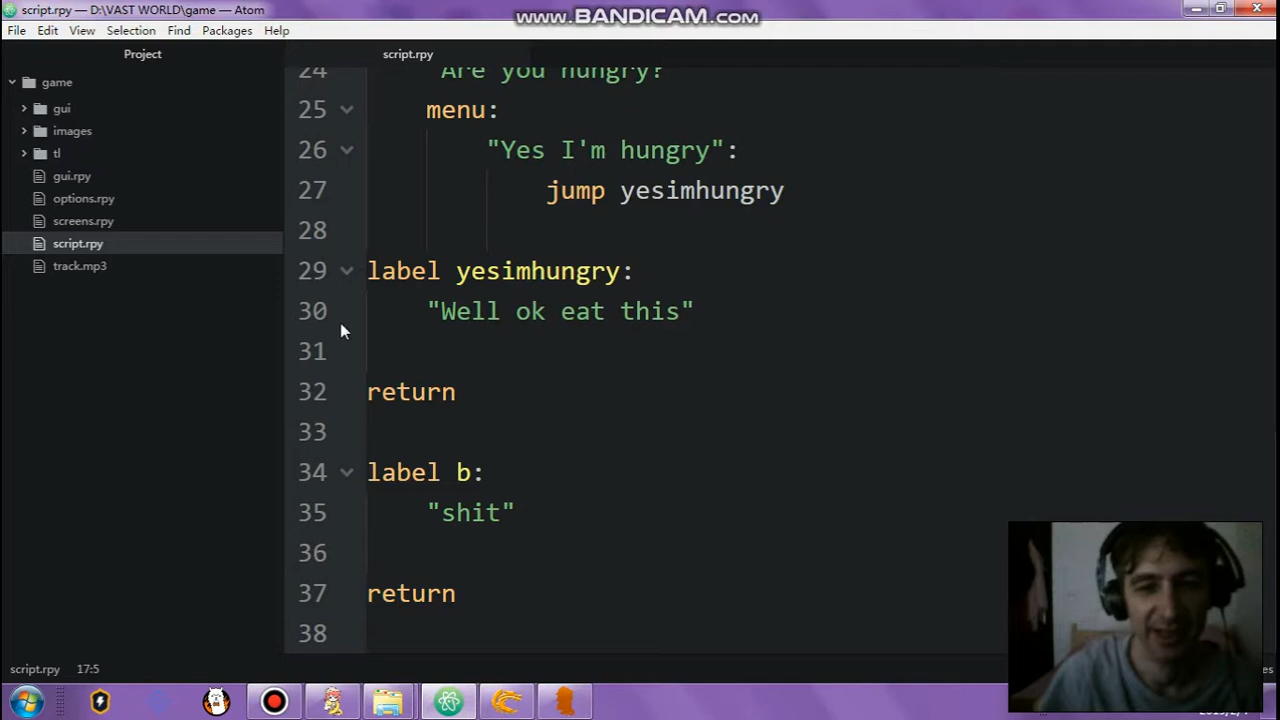 script.rpy — D:\VAST WORLD\game — Atom
www.BANDICAM.com
File Edit View Selection Find Packages Help
Project
script.rpy
game
gui
images
tl
gui.rpy
options.rpy
screens.rpy
script.rpy
track.mp3
24 "Are you hungry?
25 menu:
26 "Yes I'm hungry":
27 jump yesimhungry
28
29 label yesimhungry:
30 "Well ok eat this"
31
32 return
33
34 label b:
35 "shit"
36
37 return
38
script.rpy 17:5